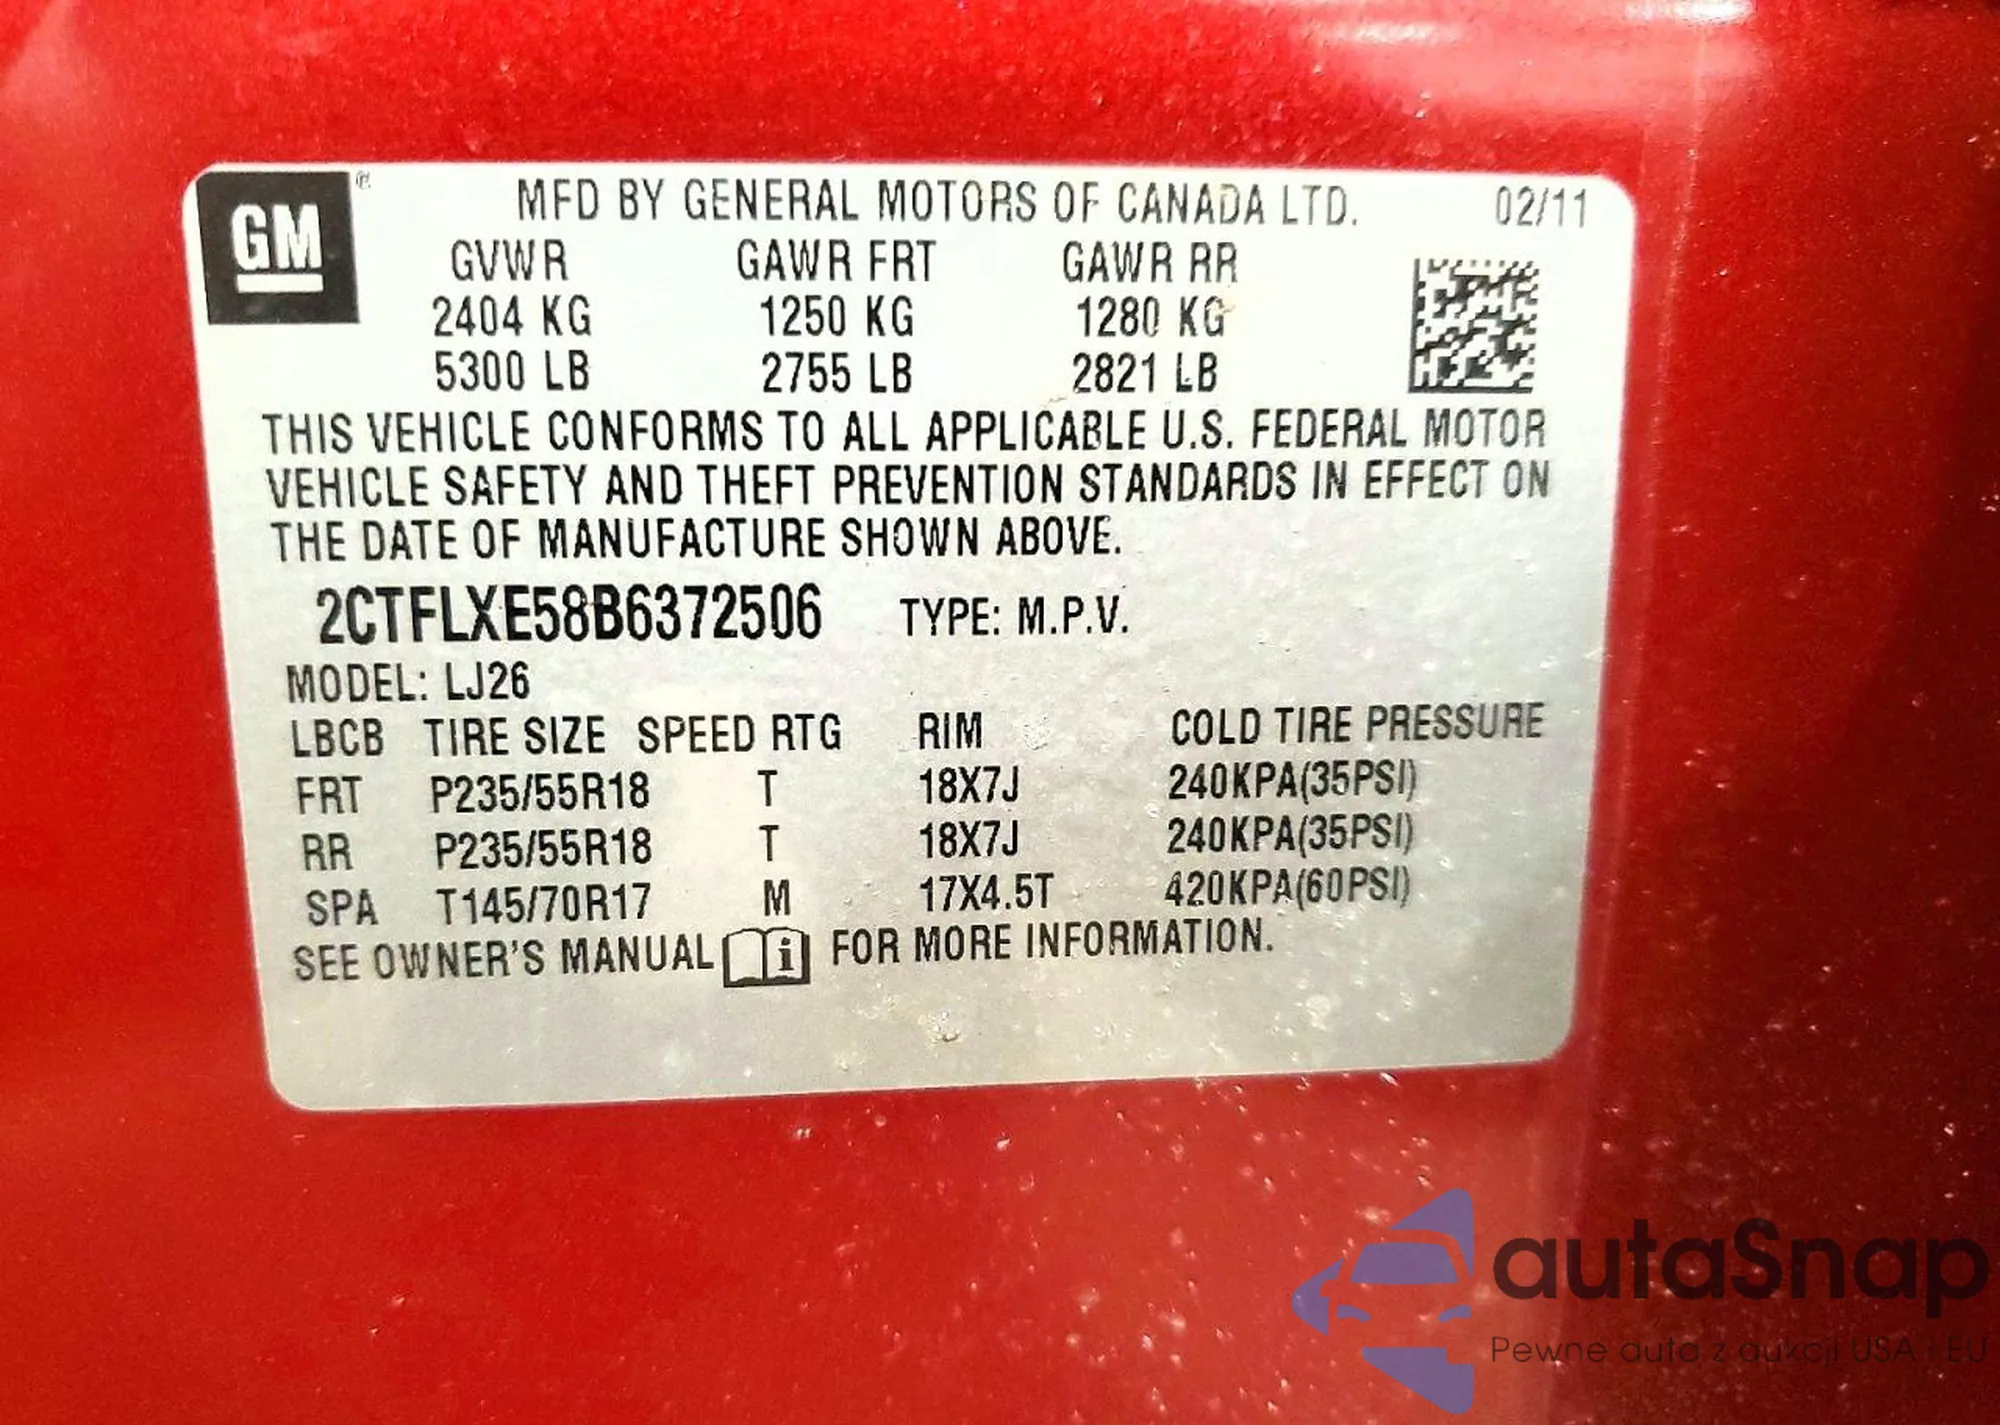 GM ® MFD BY GENERAL MOTORS OF CANADA LTD. 02/11
GVWR GAWR FRT GAWR RR
2404 KG 1250 KG 1280 KG
5300 LB 2755 LB 2821 LB
THIS VEHICLE CONFORMS TO ALL APPLICABLE U.S. FEDERAL MOTOR
VEHICLE SAFETY AND THEFT PREVENTION STANDARDS IN EFFECT ON
THE DATE OF MANUFACTURE SHOWN ABOVE.
2CTFLXE58B6372506 TYPE: M.P.V.
MODEL: LJ26
LBCB TIRE SIZE SPEED RTG RIM COLD TIRE PRESSURE
FRT P235/55R18 T 18X7J 240KPA(35PSI)
RR P235/55R18 T 18X7J 240KPA(35PSI)
SPA T145/70R17 M 17X4.5T 420KPA(60PSI)
SEE OWNER'S MANUAL i FOR MORE INFORMATION.
autaSnap
Pewne auta z aukcji USA i EU